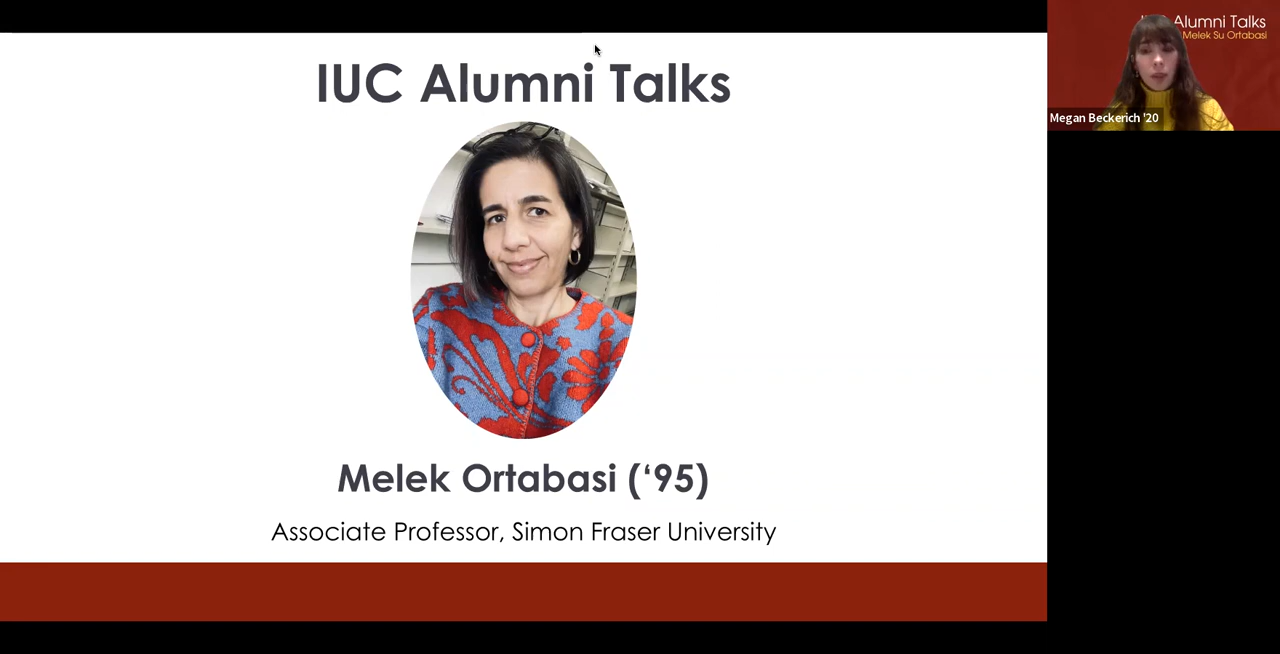 IUC Alumni Talks
Melek Ortabasi (‘95)
Associate Professor, Simon Fraser University
Alumni Talks
Melek Su Ortabasi
Megan Beckerich '20